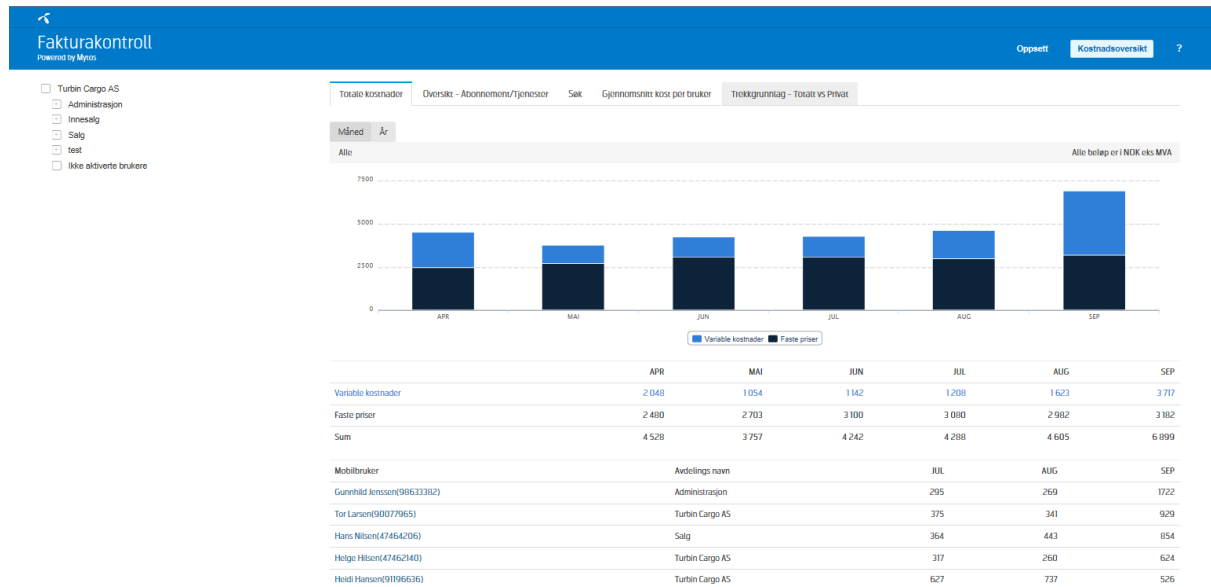 Fakturakontroll
Powered by Mytos
Oppsett
Kostnadsoversikt
?
Turbin Cargo AS
Administrasjon
Innesalg
Salg
test
Ikke aktiverte brukere
Totale kostnader
Oversikt - Abonnement/Tjenester
Søk
Gjennomsnitt kost per bruker
Trekkgrunnlag - Totalt vs Privat
Måned
År
Alle
Alle beløp er i NOK eks MVA
7500
5000
2500
0
APR MAI JUN JUL AUG SEP
Variable kostnader Faste priser
APR MAI JUN JUL AUG SEP
Variable kostnader 2 048 1 054 1 142 1 208 1 623 3 717
Faste priser 2 480 2 703 3 100 3 080 2 982 3 182
Sum 4 528 3 757 4 242 4 288 4 605 6 899
Mobilbruker Avdelings navn JUL AUG SEP
Gunnhild Jenssen(98633382) Administrasjon 295 269 1722
Tor Larsen(90077965) Turbin Cargo AS 375 341 929
Hans Nilsen(47464206) Salg 364 443 854
Helge Hilsen(47462140) Turbin Cargo AS 317 260 624
Heidi Hansen(91196636) Turbin Cargo AS 627 737 526